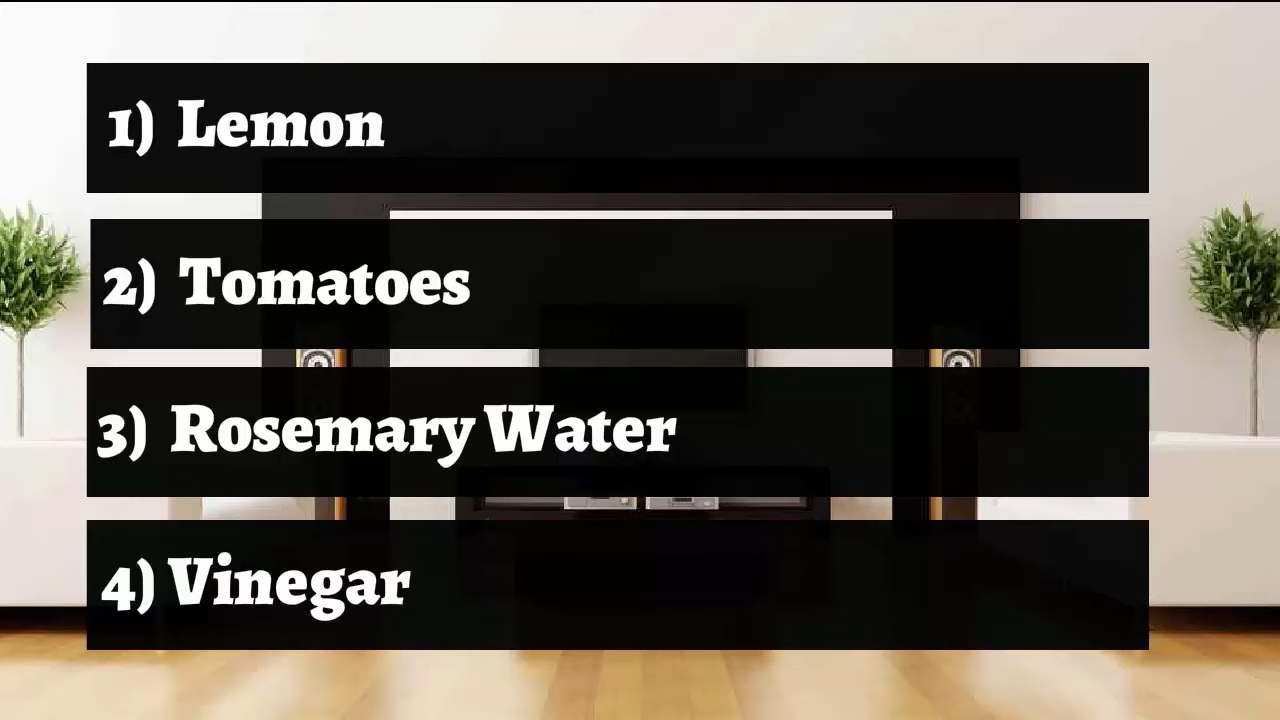 1) Lemon
2) Tomatoes
3) Rosemary Water
4) Vinegar